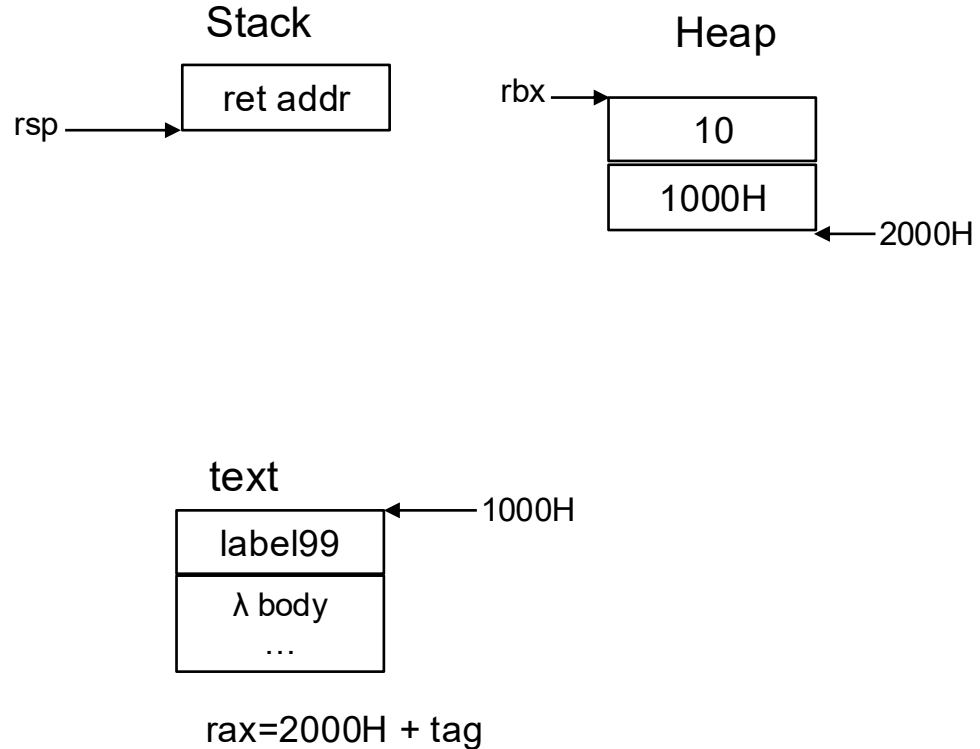 Stack
ret addr
rsp
Heap
rbx
10
1000H
2000H
text
1000H
label99
λ body
…
rax=2000H + tag